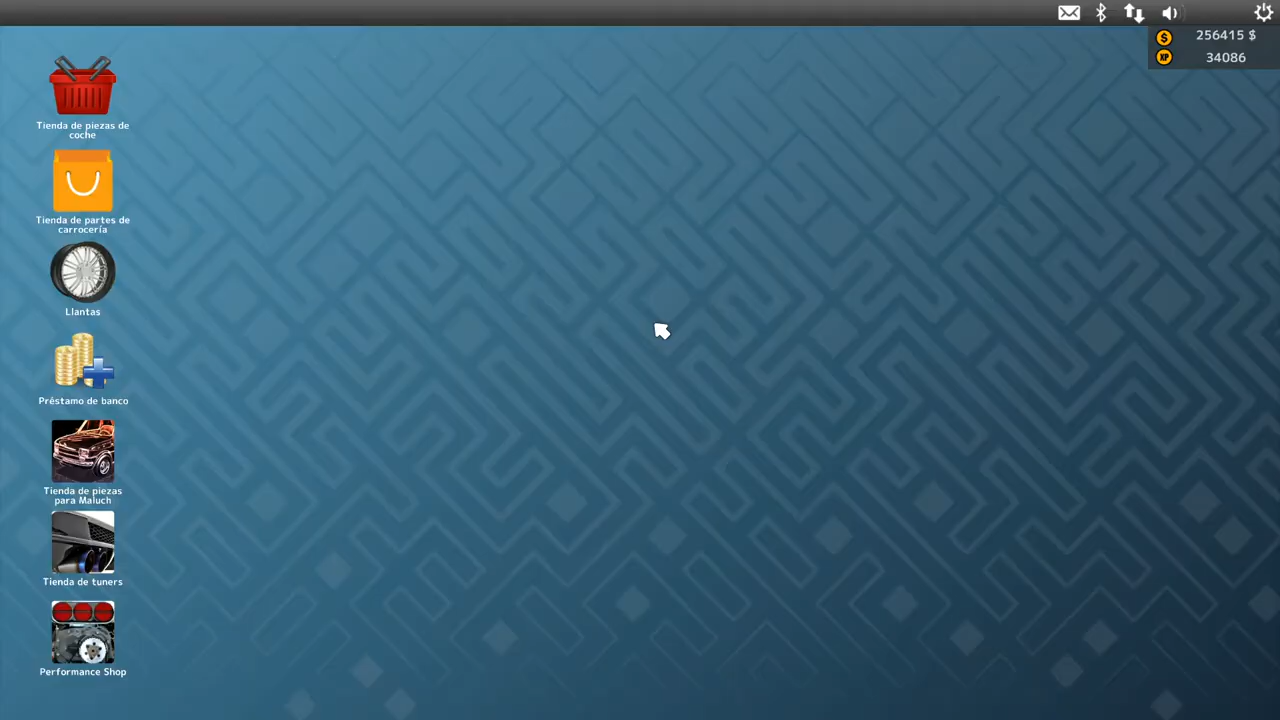 256415 $
XP
34086
Tienda de piezas de
coche
Tienda de partes de
carrocería
Llantas
Préstamo de banco
Tienda de piezas
para Maluch
Tienda de tuners
Performance Shop